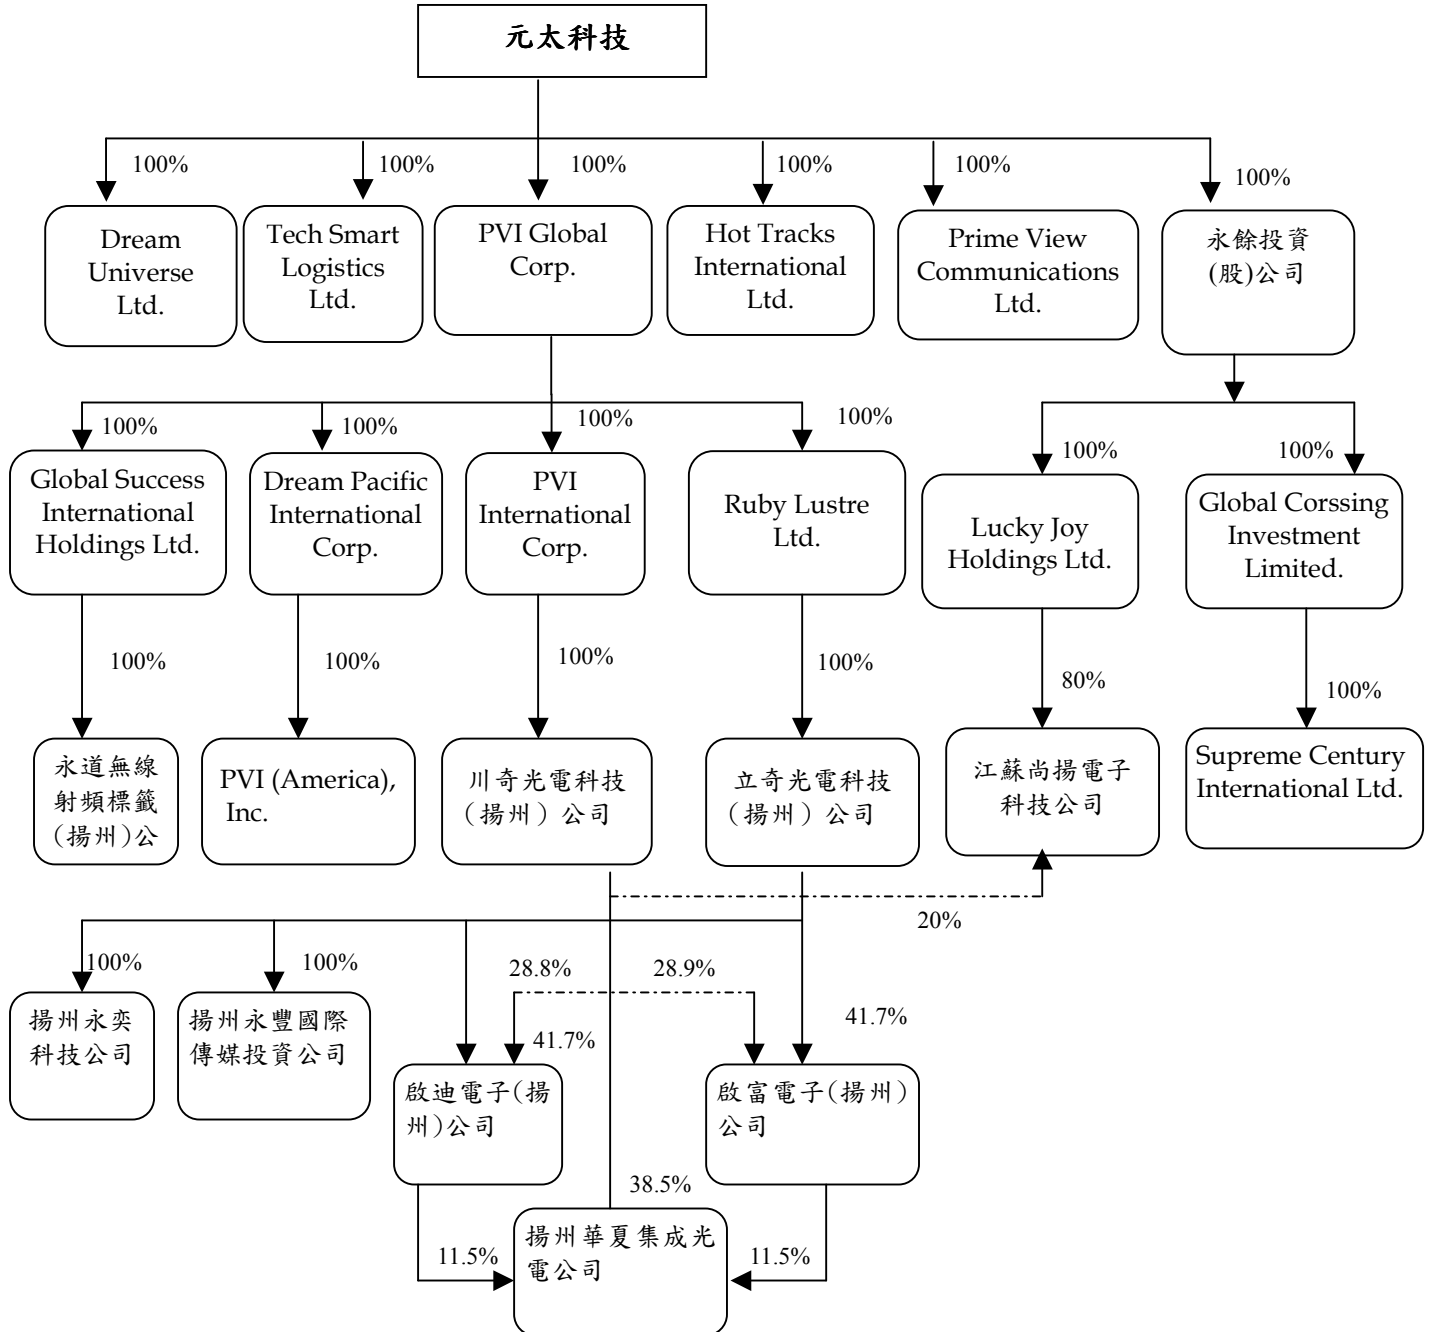 元太科技
100%
100%
100%
100%
100%
100%
Dream
Universe
Ltd.
Tech Smart
Logistics
Ltd.
PVI Global
Corp.
Hot Tracks
International
Ltd.
Prime View
Communications
Ltd.
永餘投資
(股)公司
100%
100%
100%
100%
100%
100%
Global Success
International
Holdings Ltd.
Dream Pacific
International
Corp.
PVI
International
Corp.
Ruby Lustre
Ltd.
Lucky Joy
Holdings Ltd.
Global Corssing
Investment
Limited.
100%
100%
100%
100%
80%
100%
永道無線
射頻標籤
(揚州)公
PVI (America),
Inc.
川奇光電科技
(揚州) 公司
立奇光電科技
(揚州) 公司
江蘇尚揚電子
科技公司
Supreme Century
International Ltd.
20%
100%
100%
28.8%
28.9%
41.7%
41.7%
揚州永奕
科技公司
揚州永豐國際
傳媒投資公司
啟迪電子(揚
州)公司
啟富電子(揚州)
公司
38.5%
11.5%
11.5%
揚州華夏集成光
電公司